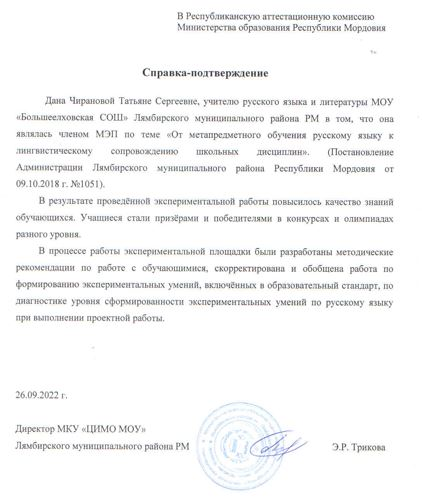 В Республиканскую аттестационную комиссию
Министерства образования Республики Мордовия
Справка-подтверждение
Дана Чирановой Татьяне Сергеевне, учителю русского языка и литературы МОУ
«Большеелховская СОШ» Лямбирского муниципального района РМ в том, что она
являлась членом МЭП по теме «От метапредметного обучения русскому языку к
лингвистическому сопровождению школьных дисциплин». (Постановление
Администрации Лямбирского муниципального района Республики Мордовия от
09.10.2018 г. №1051).
В результате проведённой экспериментальной работы повысилось качество знаний
обучающихся. Учащиеся стали призёрами и победителями в конкурсах и олимпиадах
разного уровня.
В процессе работы экспериментальной площадки были разработаны методические
рекомендации по работе с обучающимися, скорректирована и обобщена работа по
формированию экспериментальных умений, включённых в образовательный стандарт, по
диагностике уровня сформированности экспериментальных умений по русскому языку
при выполнении проектной работы.
26.09.2022 г.
Директор МКУ «ЦИМО МОУ»
Лямбирского муниципального района РМ Э.Р. Трикова